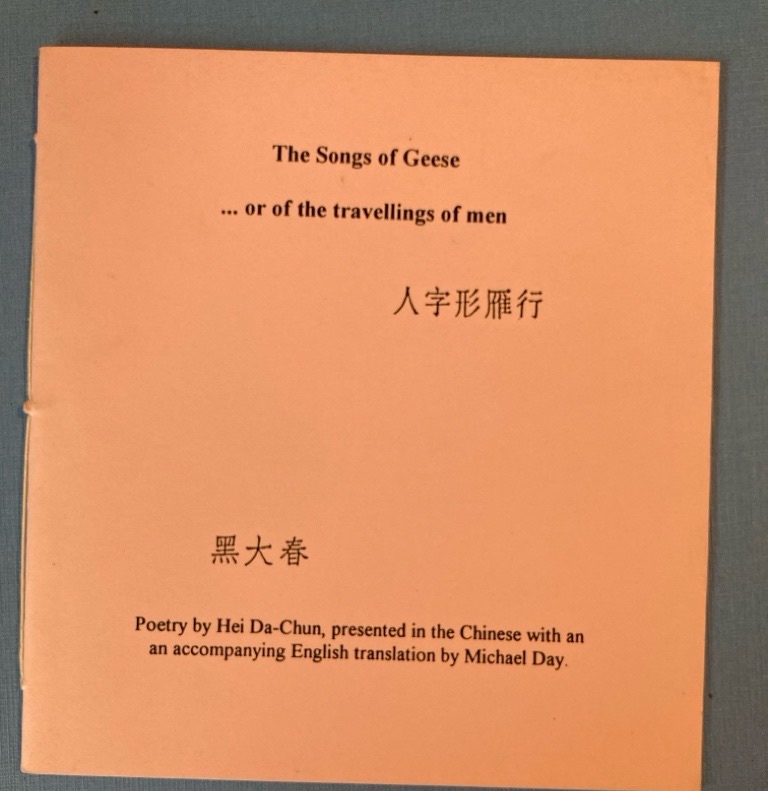 The Songs of Geese
... or of the travellings of men
人字形雁行
黑大春
Poetry by Hei Da-Chun, presented in the Chinese with an
an accompanying English translation by Michael Day.